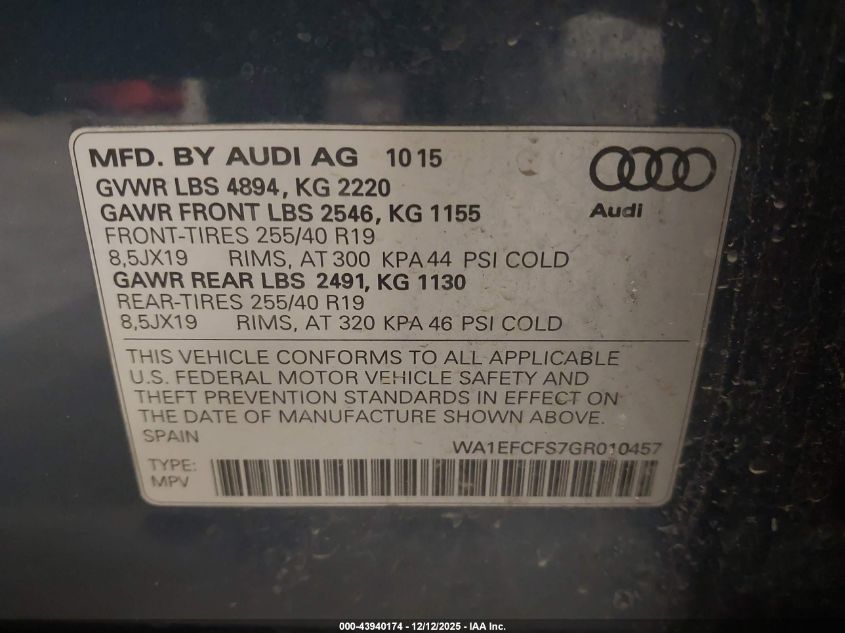 MFD. BY AUDI AG 10 15
GVWR LBS 4894, KG 2220
GAWR FRONT LBS 2546, KG 1155
FRONT-TIRES 255/40 R19
8,5JX19 RIMS, AT 300 KPA 44 PSI COLD
GAWR REAR LBS 2491, KG 1130
REAR-TIRES 255/40 R19
8,5JX19 RIMS, AT 320 KPA 46 PSI COLD
Audi
THIS VEHICLE CONFORMS TO ALL APPLICABLE
U.S. FEDERAL MOTOR VEHICLE SAFETY AND
THEFT PREVENTION STANDARDS IN EFFECT ON
THE DATE OF MANUFACTURE SHOWN ABOVE.
SPAIN
WA1EFCFS7GR010457
TYPE:
MPV
000-43940174 - 12/12/2025 - IAA Inc.